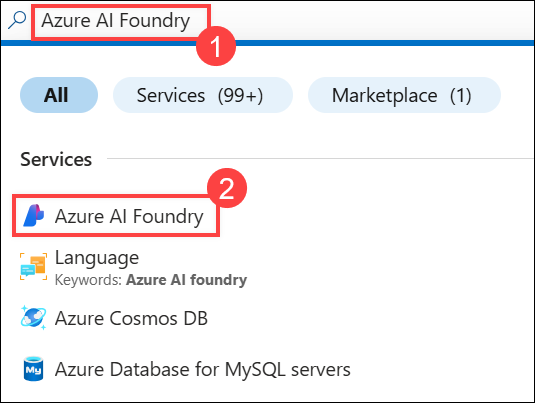 Azure AI Foundry
1
All
Services (99+)
Marketplace (1)
Services
2
Azure AI Foundry
Language
Keywords: Azure AI foundry
Azure Cosmos DB
My
Azure Database for MySQL servers